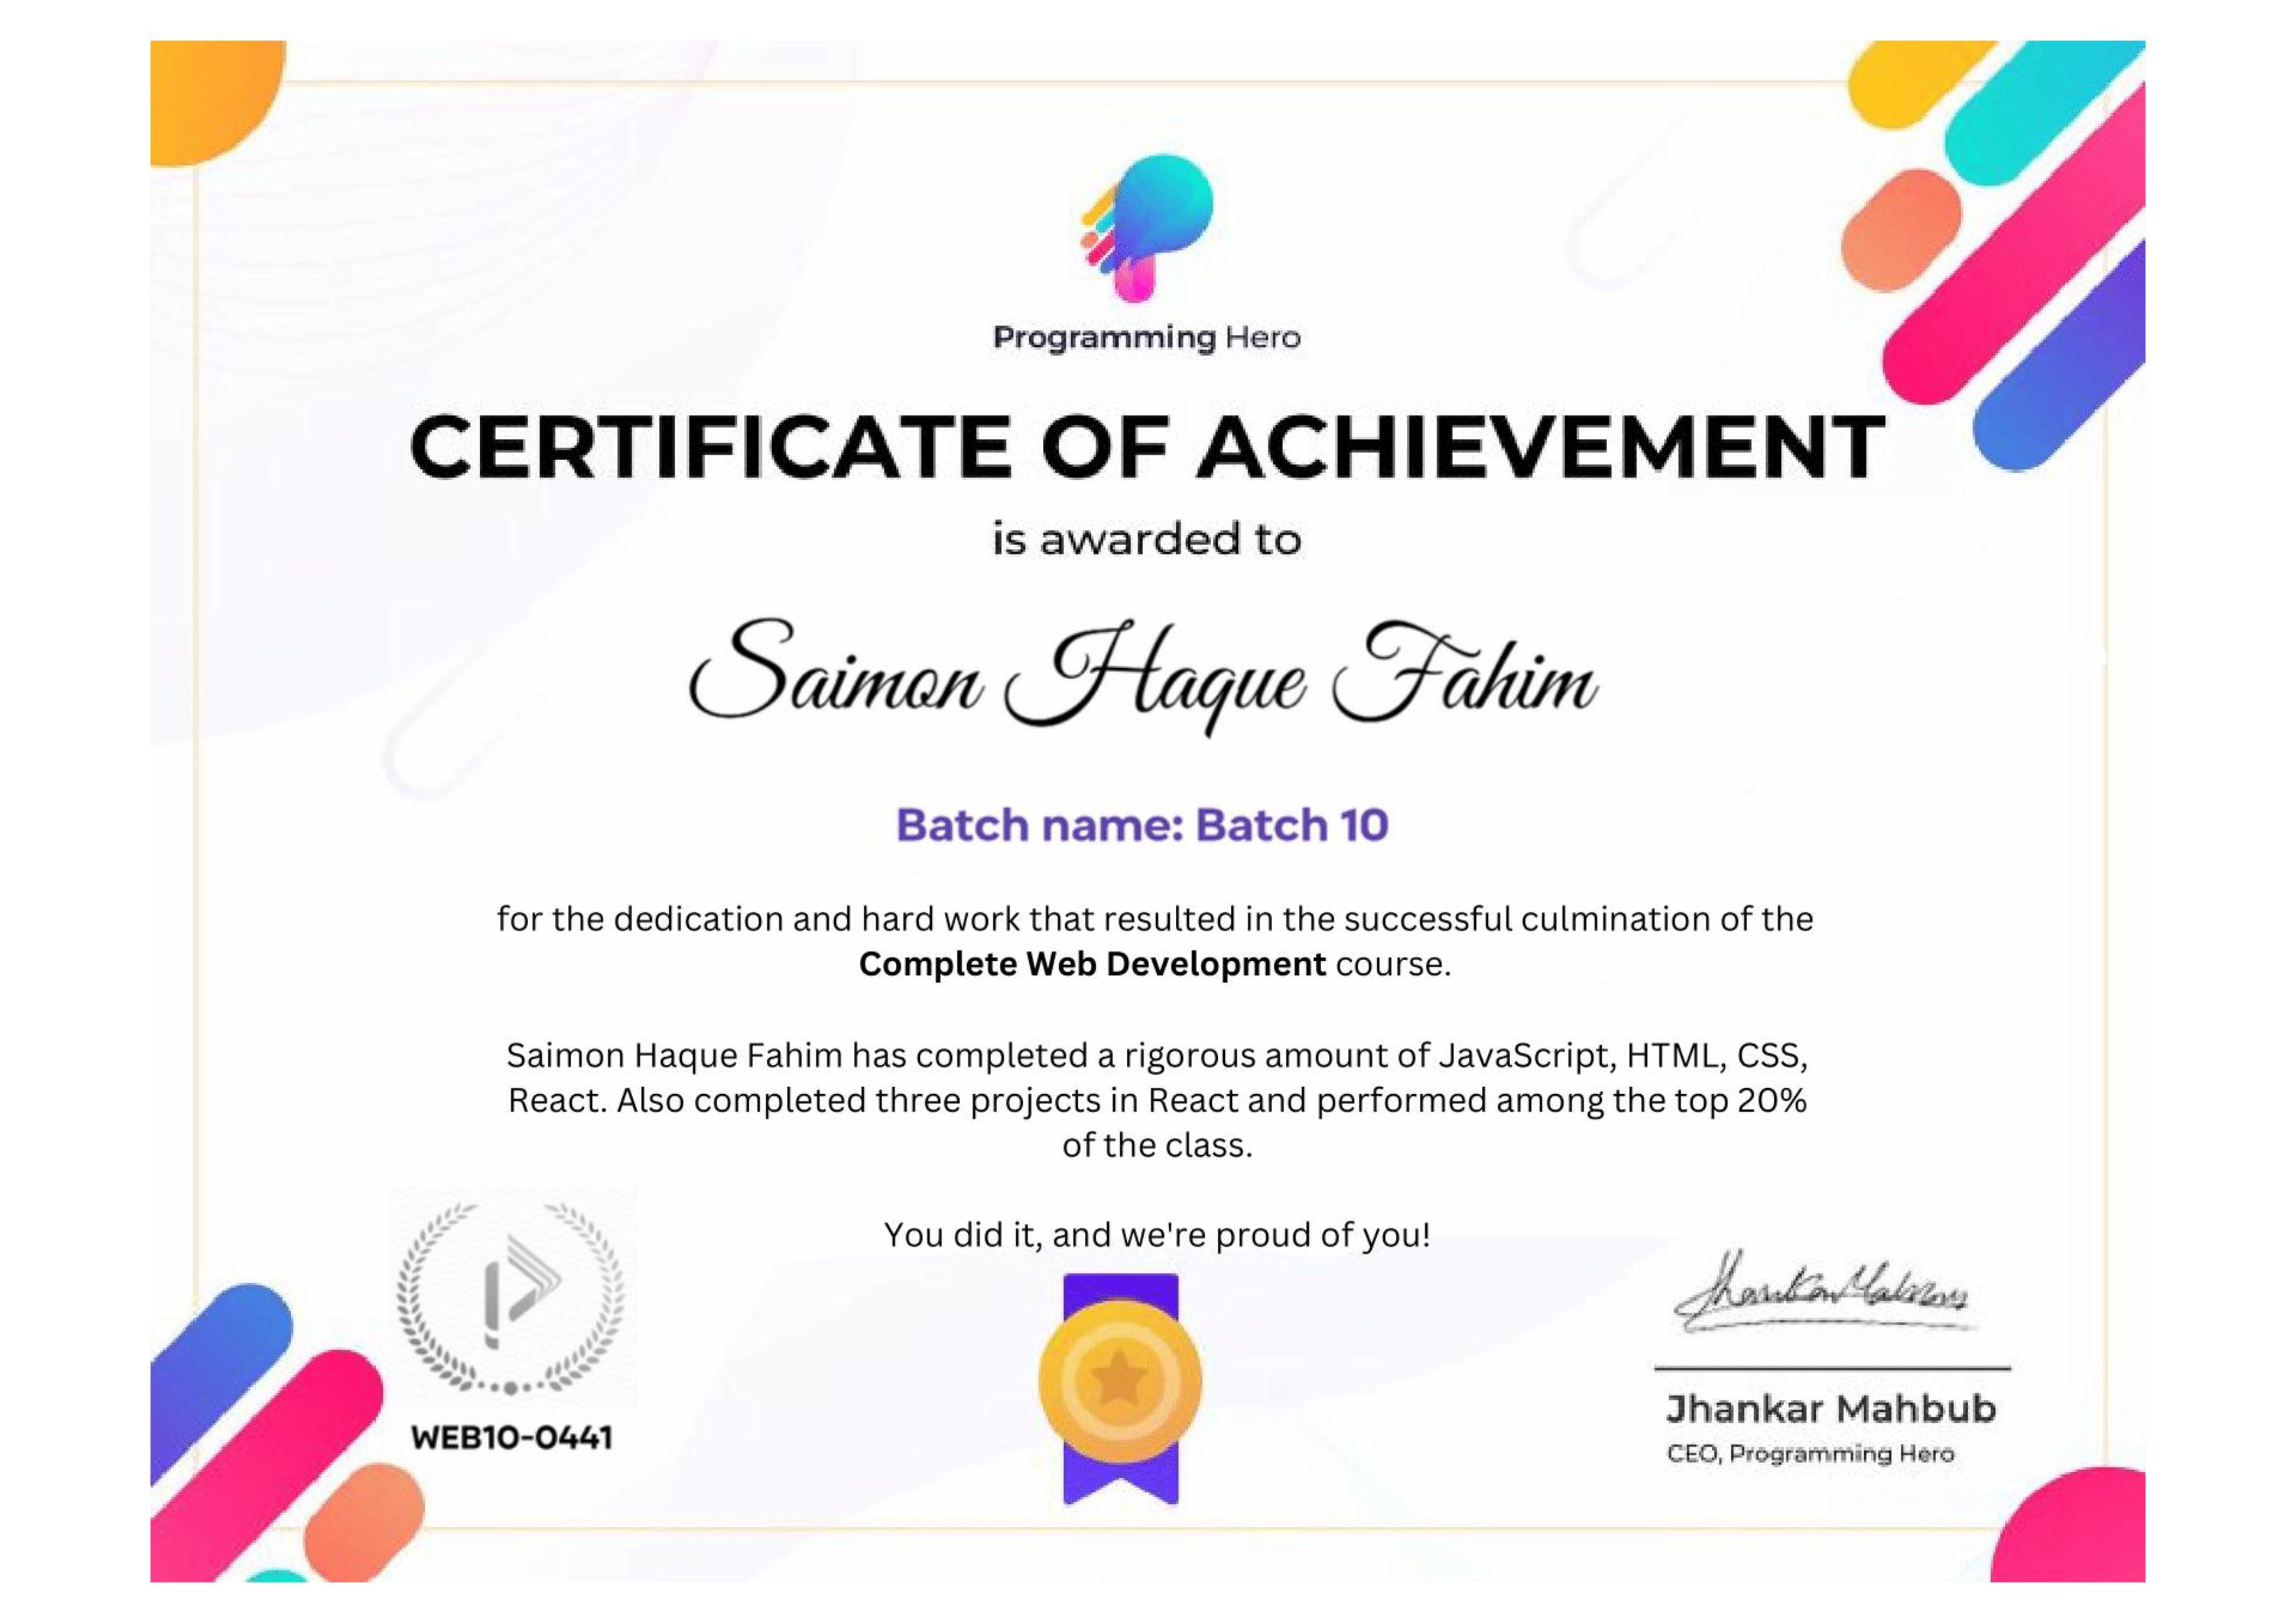 Programming Hero
CERTIFICATE OF ACHIEVEMENT
is awarded to
Saimon Haque Fahim
Batch name: Batch 10
for the dedication and hard work that resulted in the successful culmination of the
Complete Web Development course.
Saimon Haque Fahim has completed a rigorous amount of JavaScript, HTML, CSS,
React. Also completed three projects in React and performed among the top 20%
of the class.
You did it, and we're proud of you!
WEB10-0441
Jhankar Mahbub
Jhankar Mahbub
CEO, Programming Hero